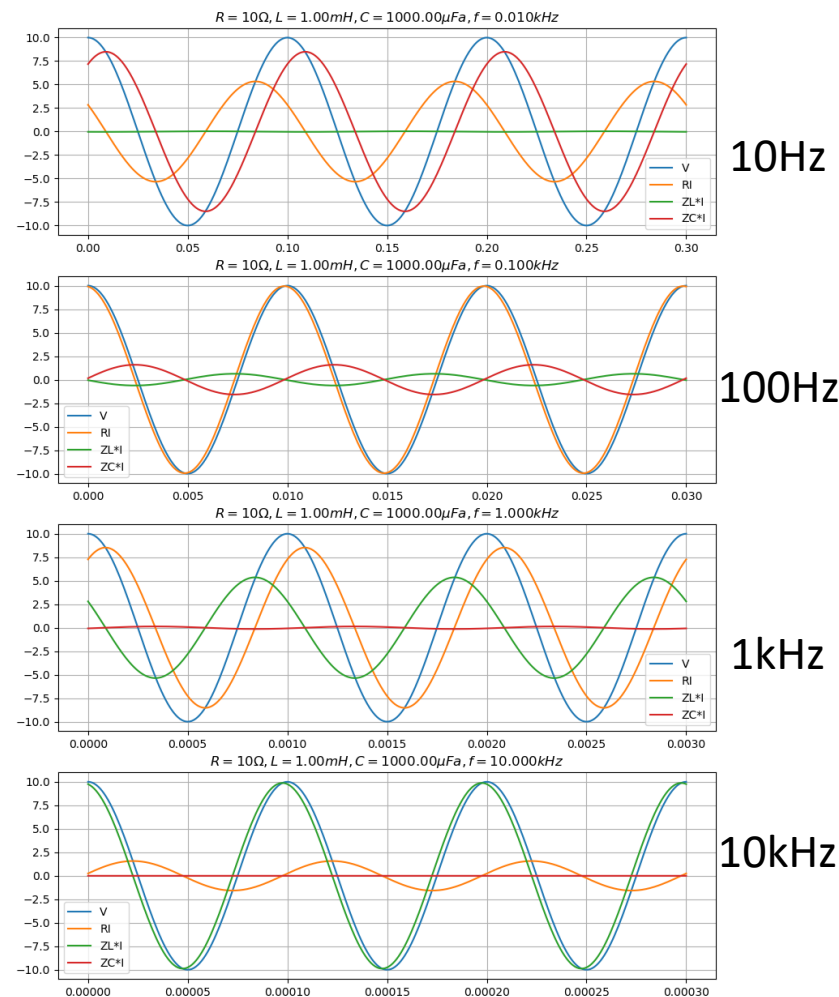 R = 10Ω, L = 1.00mH, C = 1000.00μFa, f = 0.010kHz
10.0
7.5
5.0
2.5
0.0
−2.5
−5.0
−7.5
−10.0
V
RI
ZL*I
ZC*I
0.00 0.05 0.10 0.15 0.20 0.25 0.30
10Hz
R = 10Ω, L = 1.00mH, C = 1000.00μFa, f = 0.100kHz
10.0
7.5
5.0
2.5
0.0
−2.5
−5.0
−7.5
−10.0
V
RI
ZL*I
ZC*I
0.000 0.005 0.010 0.015 0.020 0.025 0.030
100Hz
R = 10Ω, L = 1.00mH, C = 1000.00μFa, f = 1.000kHz
10.0
7.5
5.0
2.5
0.0
−2.5
−5.0
−7.5
−10.0
V
RI
ZL*I
ZC*I
0.0000 0.0005 0.0010 0.0015 0.0020 0.0025 0.0030
1kHz
R = 10Ω, L = 1.00mH, C = 1000.00μFa, f = 10.000kHz
10.0
7.5
5.0
2.5
0.0
−2.5
−5.0
−7.5
−10.0
V
RI
ZL*I
ZC*I
0.00000 0.00005 0.00010 0.00015 0.00020 0.00025 0.00030
10kHz